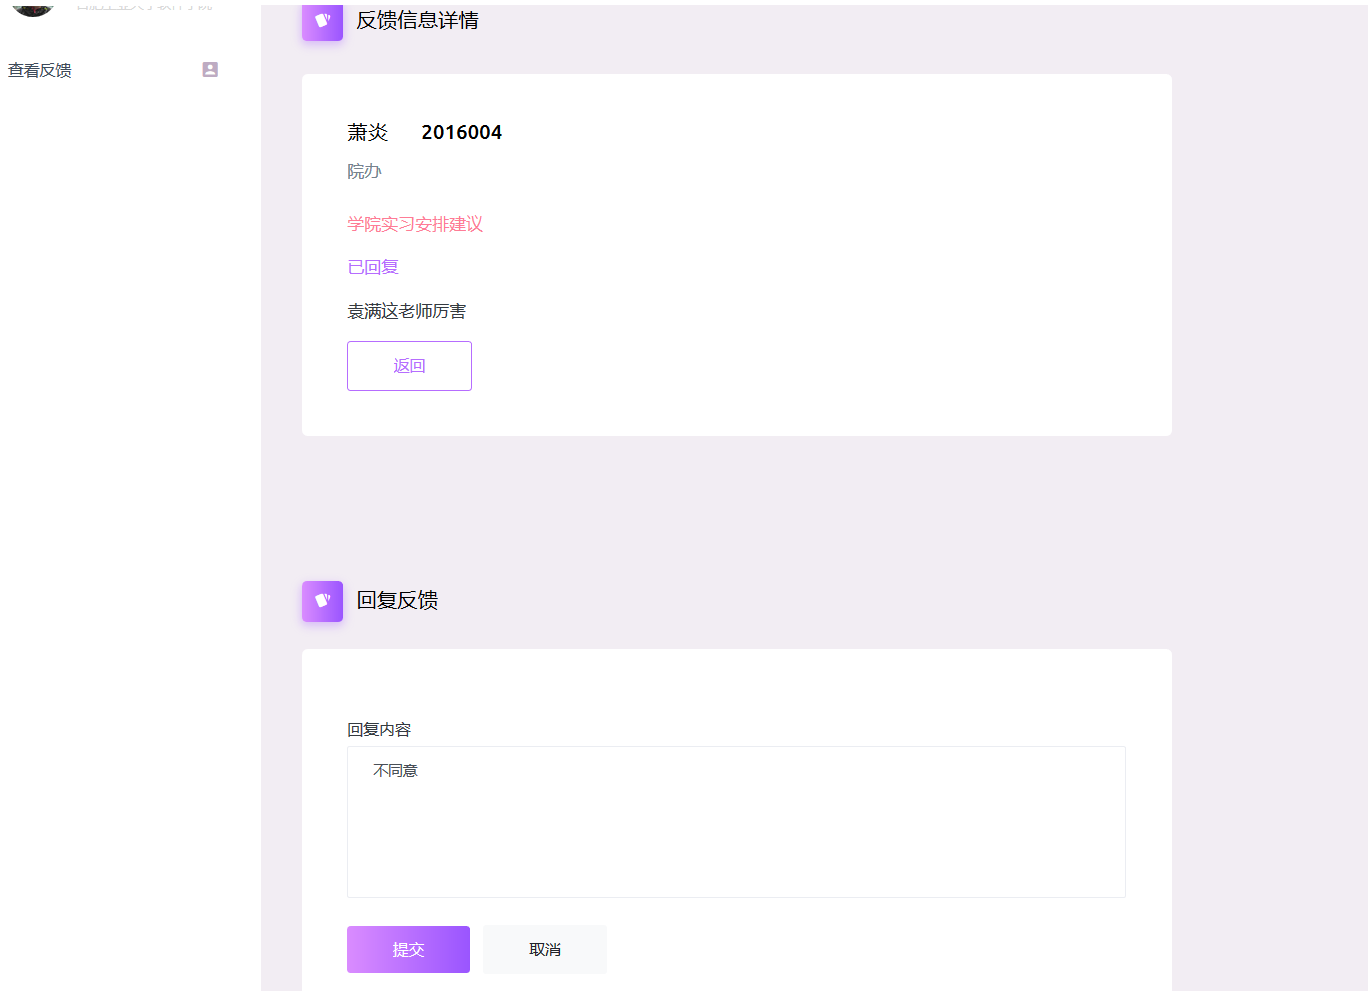 反馈信息详情
查看反馈
萧炎 2016004
院办
学院实习安排建议
已回复
袁满这老师厉害
返回
回复反馈
回复内容
不同意
提交 取消